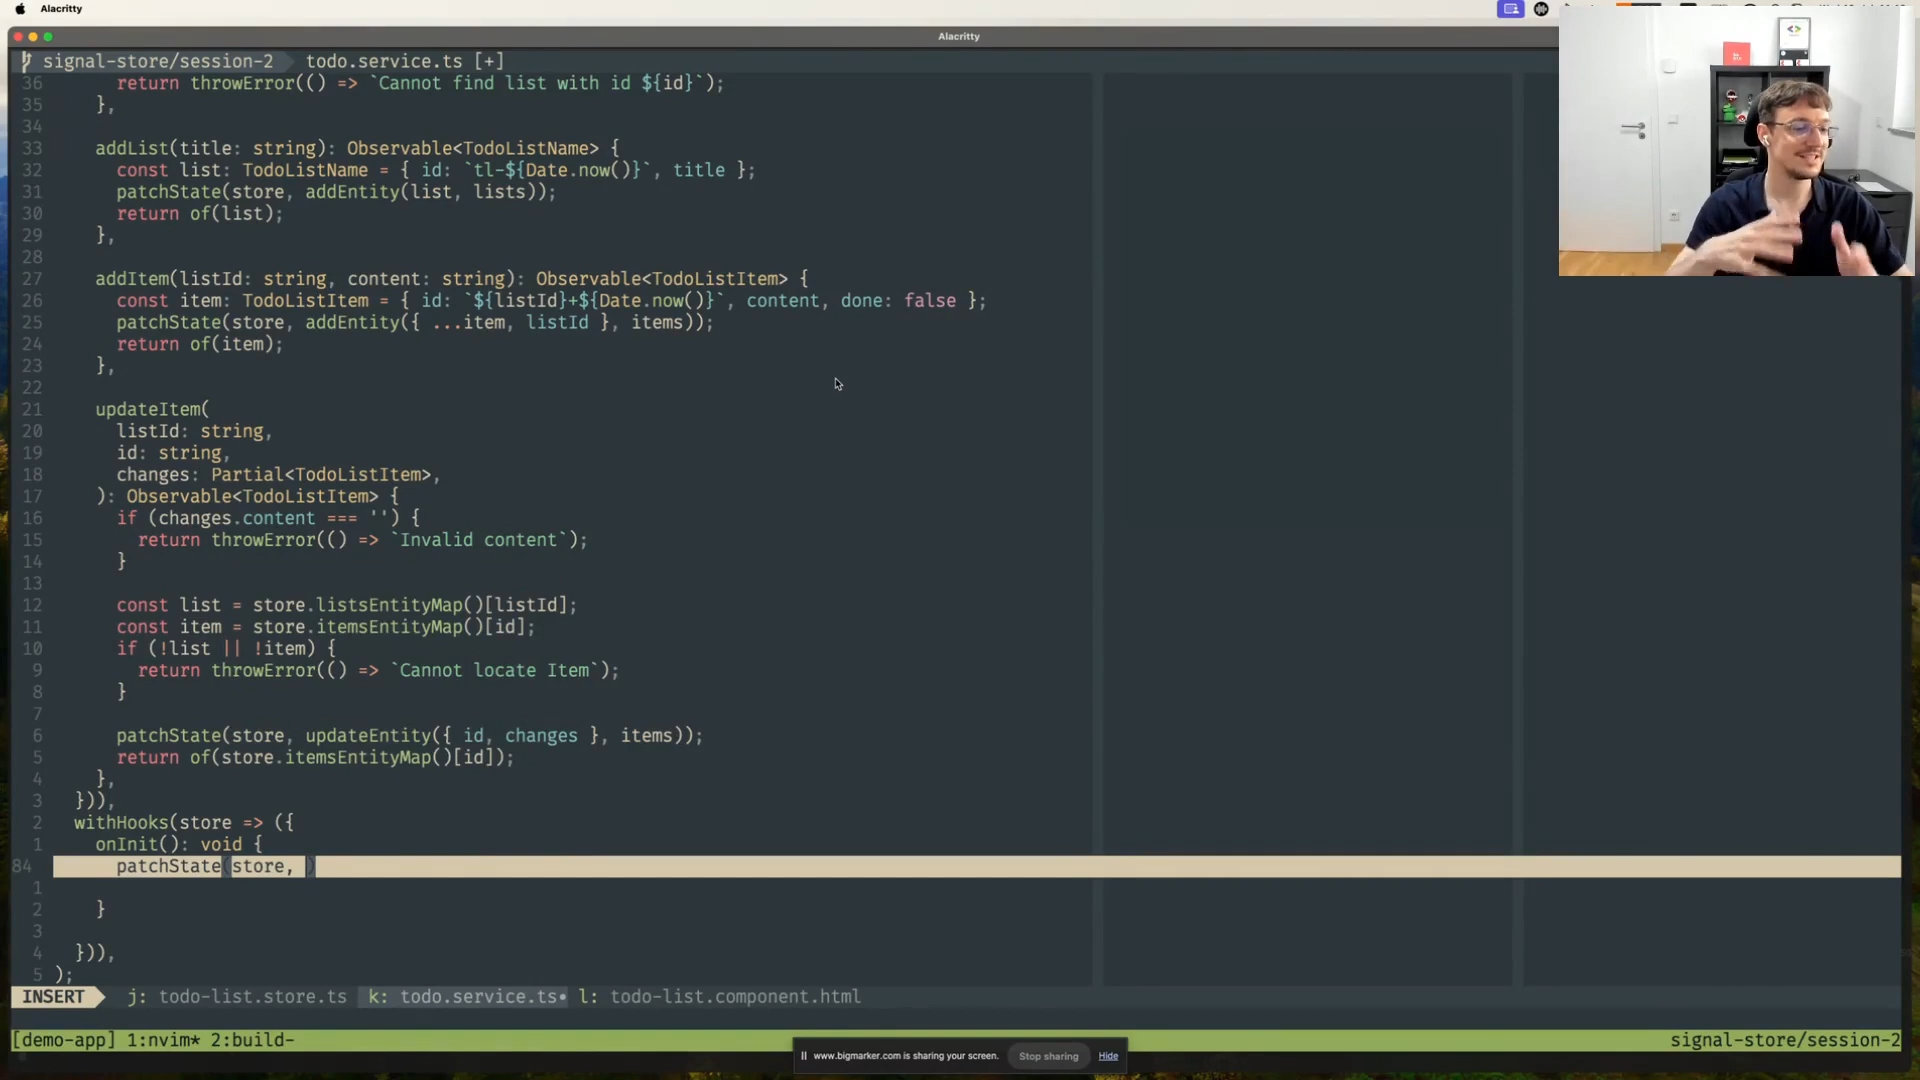 Alacritty
Alacritty
signal-store/session-2 todo.service.ts [+]
36 return throwError(() => `Cannot find list with id ${id}`);
35 },
34
33 addList(title: string): Observable<TodoListName> {
32 const list: TodoListName = { id: `tl-${Date.now()}`, title };
31 patchState(store, addEntity(list, lists));
30 return of(list);
29 },
28
27 addItem(listId: string, content: string): Observable<TodoListItem> {
26 const item: TodoListItem = { id: `${listId}+${Date.now()}`, content, done: false };
25 patchState(store, addEntity({ ...item, listId }, items));
24 return of(item);
23 },
22
21 updateItem(
20 listId: string,
19 id: string,
18 changes: Partial<TodoListItem>,
17 ): Observable<TodoListItem> {
16 if (changes.content === '') {
15 return throwError(() => `Invalid content`);
14 }
13
12 const list = store.listsEntityMap()[listId];
11 const item = store.itemsEntityMap()[id];
10 if (!list || !item) {
9 return throwError(() => `Cannot locate Item`);
8 }
7
6 patchState(store, updateEntity({ id, changes }, items));
5 return of(store.itemsEntityMap()[id]);
4 },
3 })),
2 withHooks(store => ({
1 onInit(): void {
84 patchState(store, )
1
2 }
3
4 })),
5 );
INSERT j: todo-list.store.ts k: todo.service.ts• l: todo-list.component.html
[demo-app] 1:nvim* 2:build- signal-store/session-2
www.bigmarker.com is sharing your screen. Stop sharing Hide